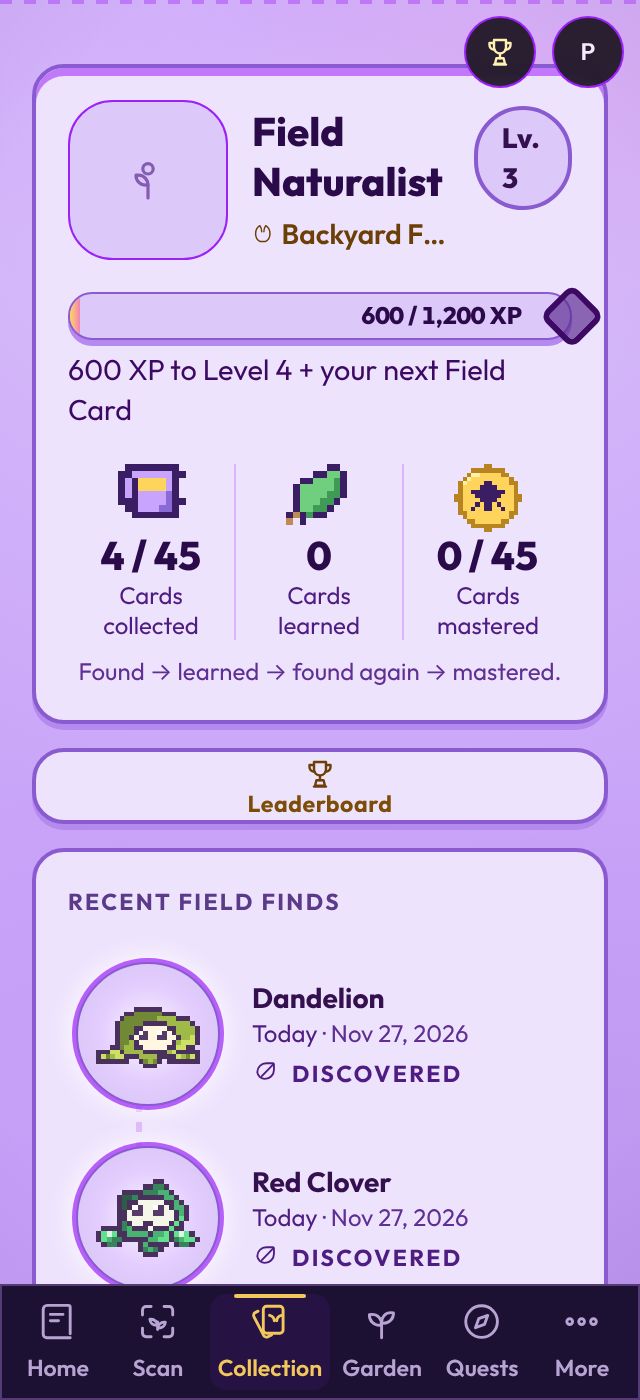 P
Field
Naturalist
Lv.
3
Backyard F...
600 / 1,200 XP
600 XP to Level 4 + your next Field
Card
4 / 45
Cards
collected
0
Cards
learned
0 / 45
Cards
mastered
Found → learned → found again → mastered.
Leaderboard
RECENT FIELD FINDS
Dandelion
Today · Nov 27, 2026
DISCOVERED
Red Clover
Today · Nov 27, 2026
DISCOVERED
Home
Scan
Collection
Garden
Quests
More